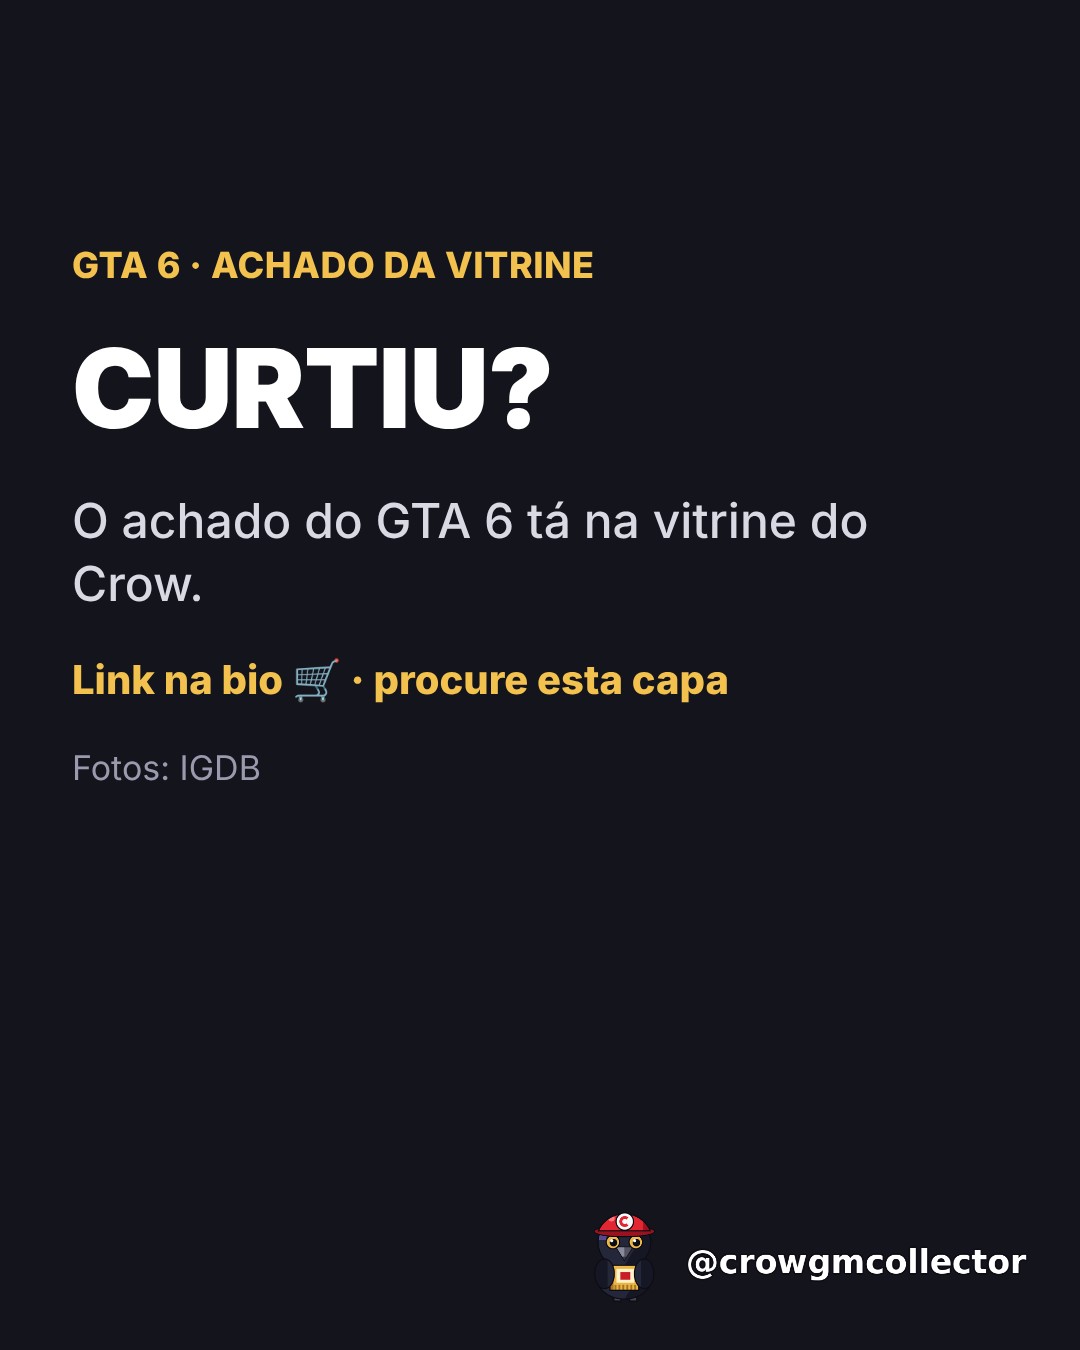 GTA 6 · ACHADO DA VITRINE
CURTIU?
O achado do GTA 6 tá na vitrine do
Crow.
Link na bio 🛒 · procure esta capa
Fotos: IGDB
C
@crowgmcollector